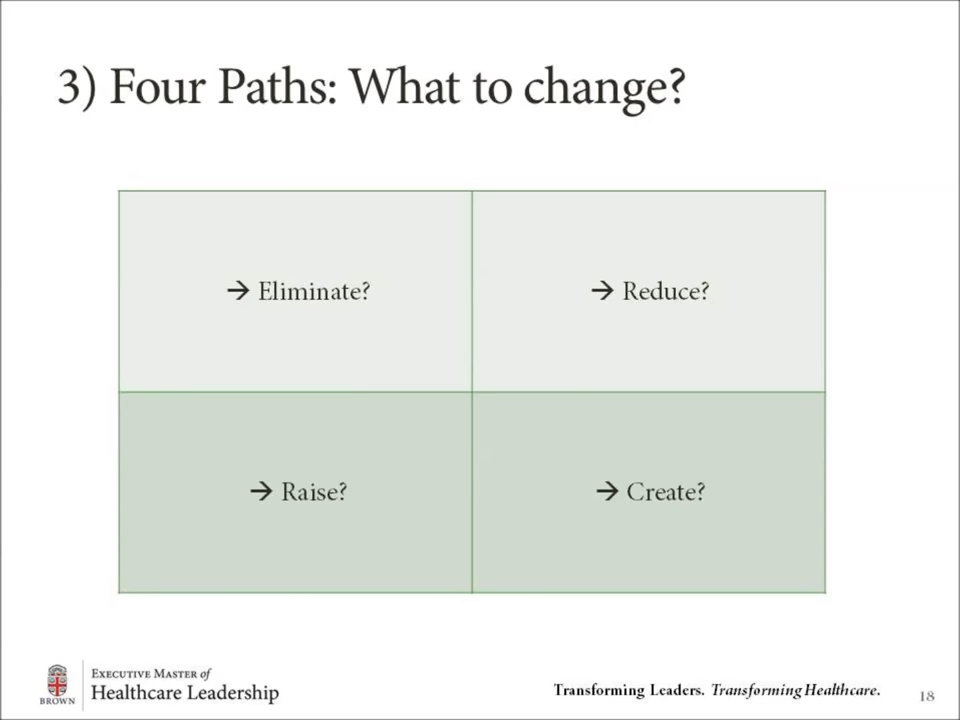 3) Four Paths: What to change?
→ Eliminate?
→ Reduce?
→ Raise?
→ Create?
BROWN
EXECUTIVE MASTER of
Healthcare Leadership
Transforming Leaders. Transforming Healthcare.
18